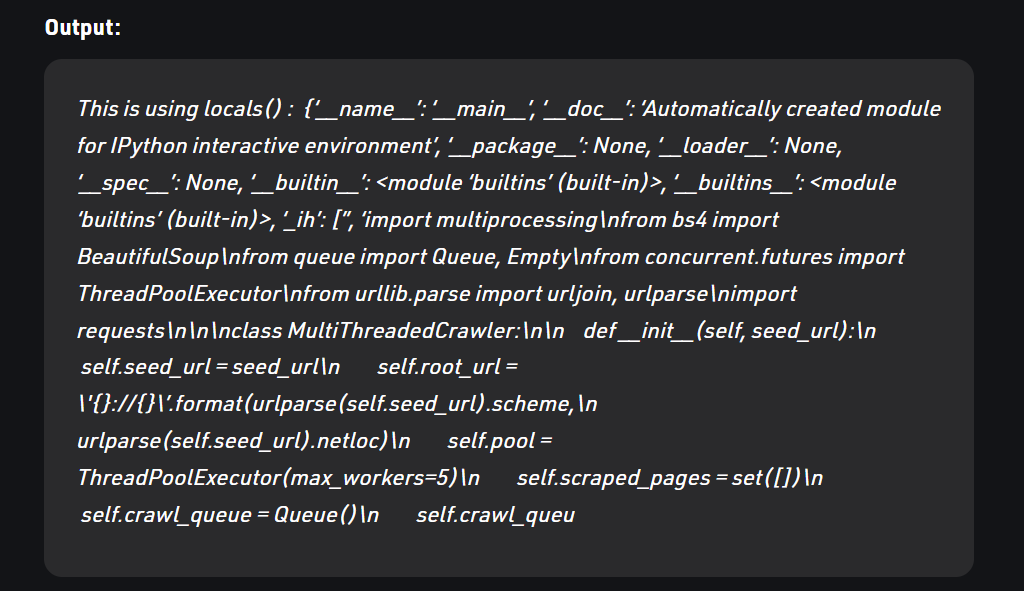 Output:
This is using locals() :  {‘__name__’: ‘__main__’, ‘__doc__’: ‘Automatically created module
for IPython interactive environment’, ‘__package__’: None, ‘__loader__’: None,
‘__spec__’: None, ‘__builtin__’: <module ‘builtins’ (built-in)>, ‘__builtins__’: <module
‘builtins’ (built-in)>, ‘_ih’: [”, ‘import multiprocessing\nfrom bs4 import
BeautifulSoup\nfrom queue import Queue, Empty\nfrom concurrent.futures import
ThreadPoolExecutor\nfrom urllib.parse import urljoin, urlparse\nimport
requests\n\n\nclass MultiThreadedCrawler:\n\n   def __init__(self, seed_url):\n
self.seed_url = seed_url\n      self.root_url =
\'{}://{}\’.format(urlparse(self.seed_url).scheme,\n
urlparse(self.seed_url).netloc)\n      self.pool =
ThreadPoolExecutor(max_workers=5)\n      self.scraped_pages = set([])\n
self.crawl_queue = Queue()\n      self.crawl_queu